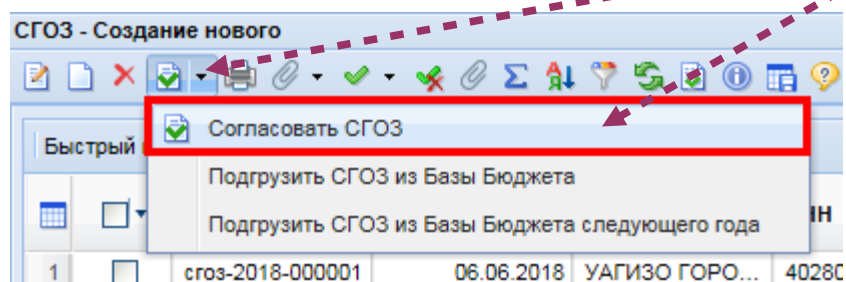 СГОЗ - Создание нового
Согласовать СГОЗ
Быстрый
Подгрузить СГОЗ из Базы Бюджета
Подгрузить СГОЗ из Базы Бюджета следующего года
НН
1 сгоз-2018-000001 06.06.2018 УАГИЗО ГОРО... 40280